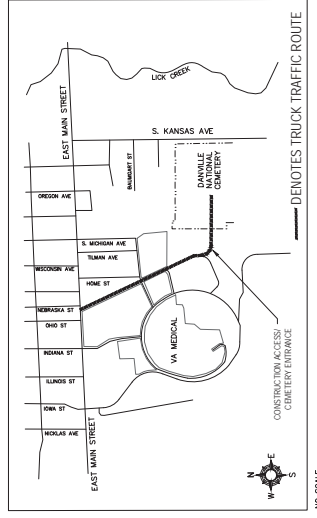 EAST MAIN STREET
LICK CREEK
S. KANSAS AVE
BAUMGART ST
OREGON AVE
S. MICHIGAN AVE
TILMAN AVE
WISCONSIN AVE
HOME ST
NEBRASKA ST
OHIO ST
INDIANA ST
ILLINOIS ST
IOWA ST
NICKLAS AVE
EAST MAIN STREET
VA MEDICAL
DANVILLE
NATIONAL
CEMETERY
CONSTRUCTION ACCESS/
CEMETERY ENTRANCE
DENOTES TRUCK TRAFFIC ROUTE
N
W
E
S
NO SCALE